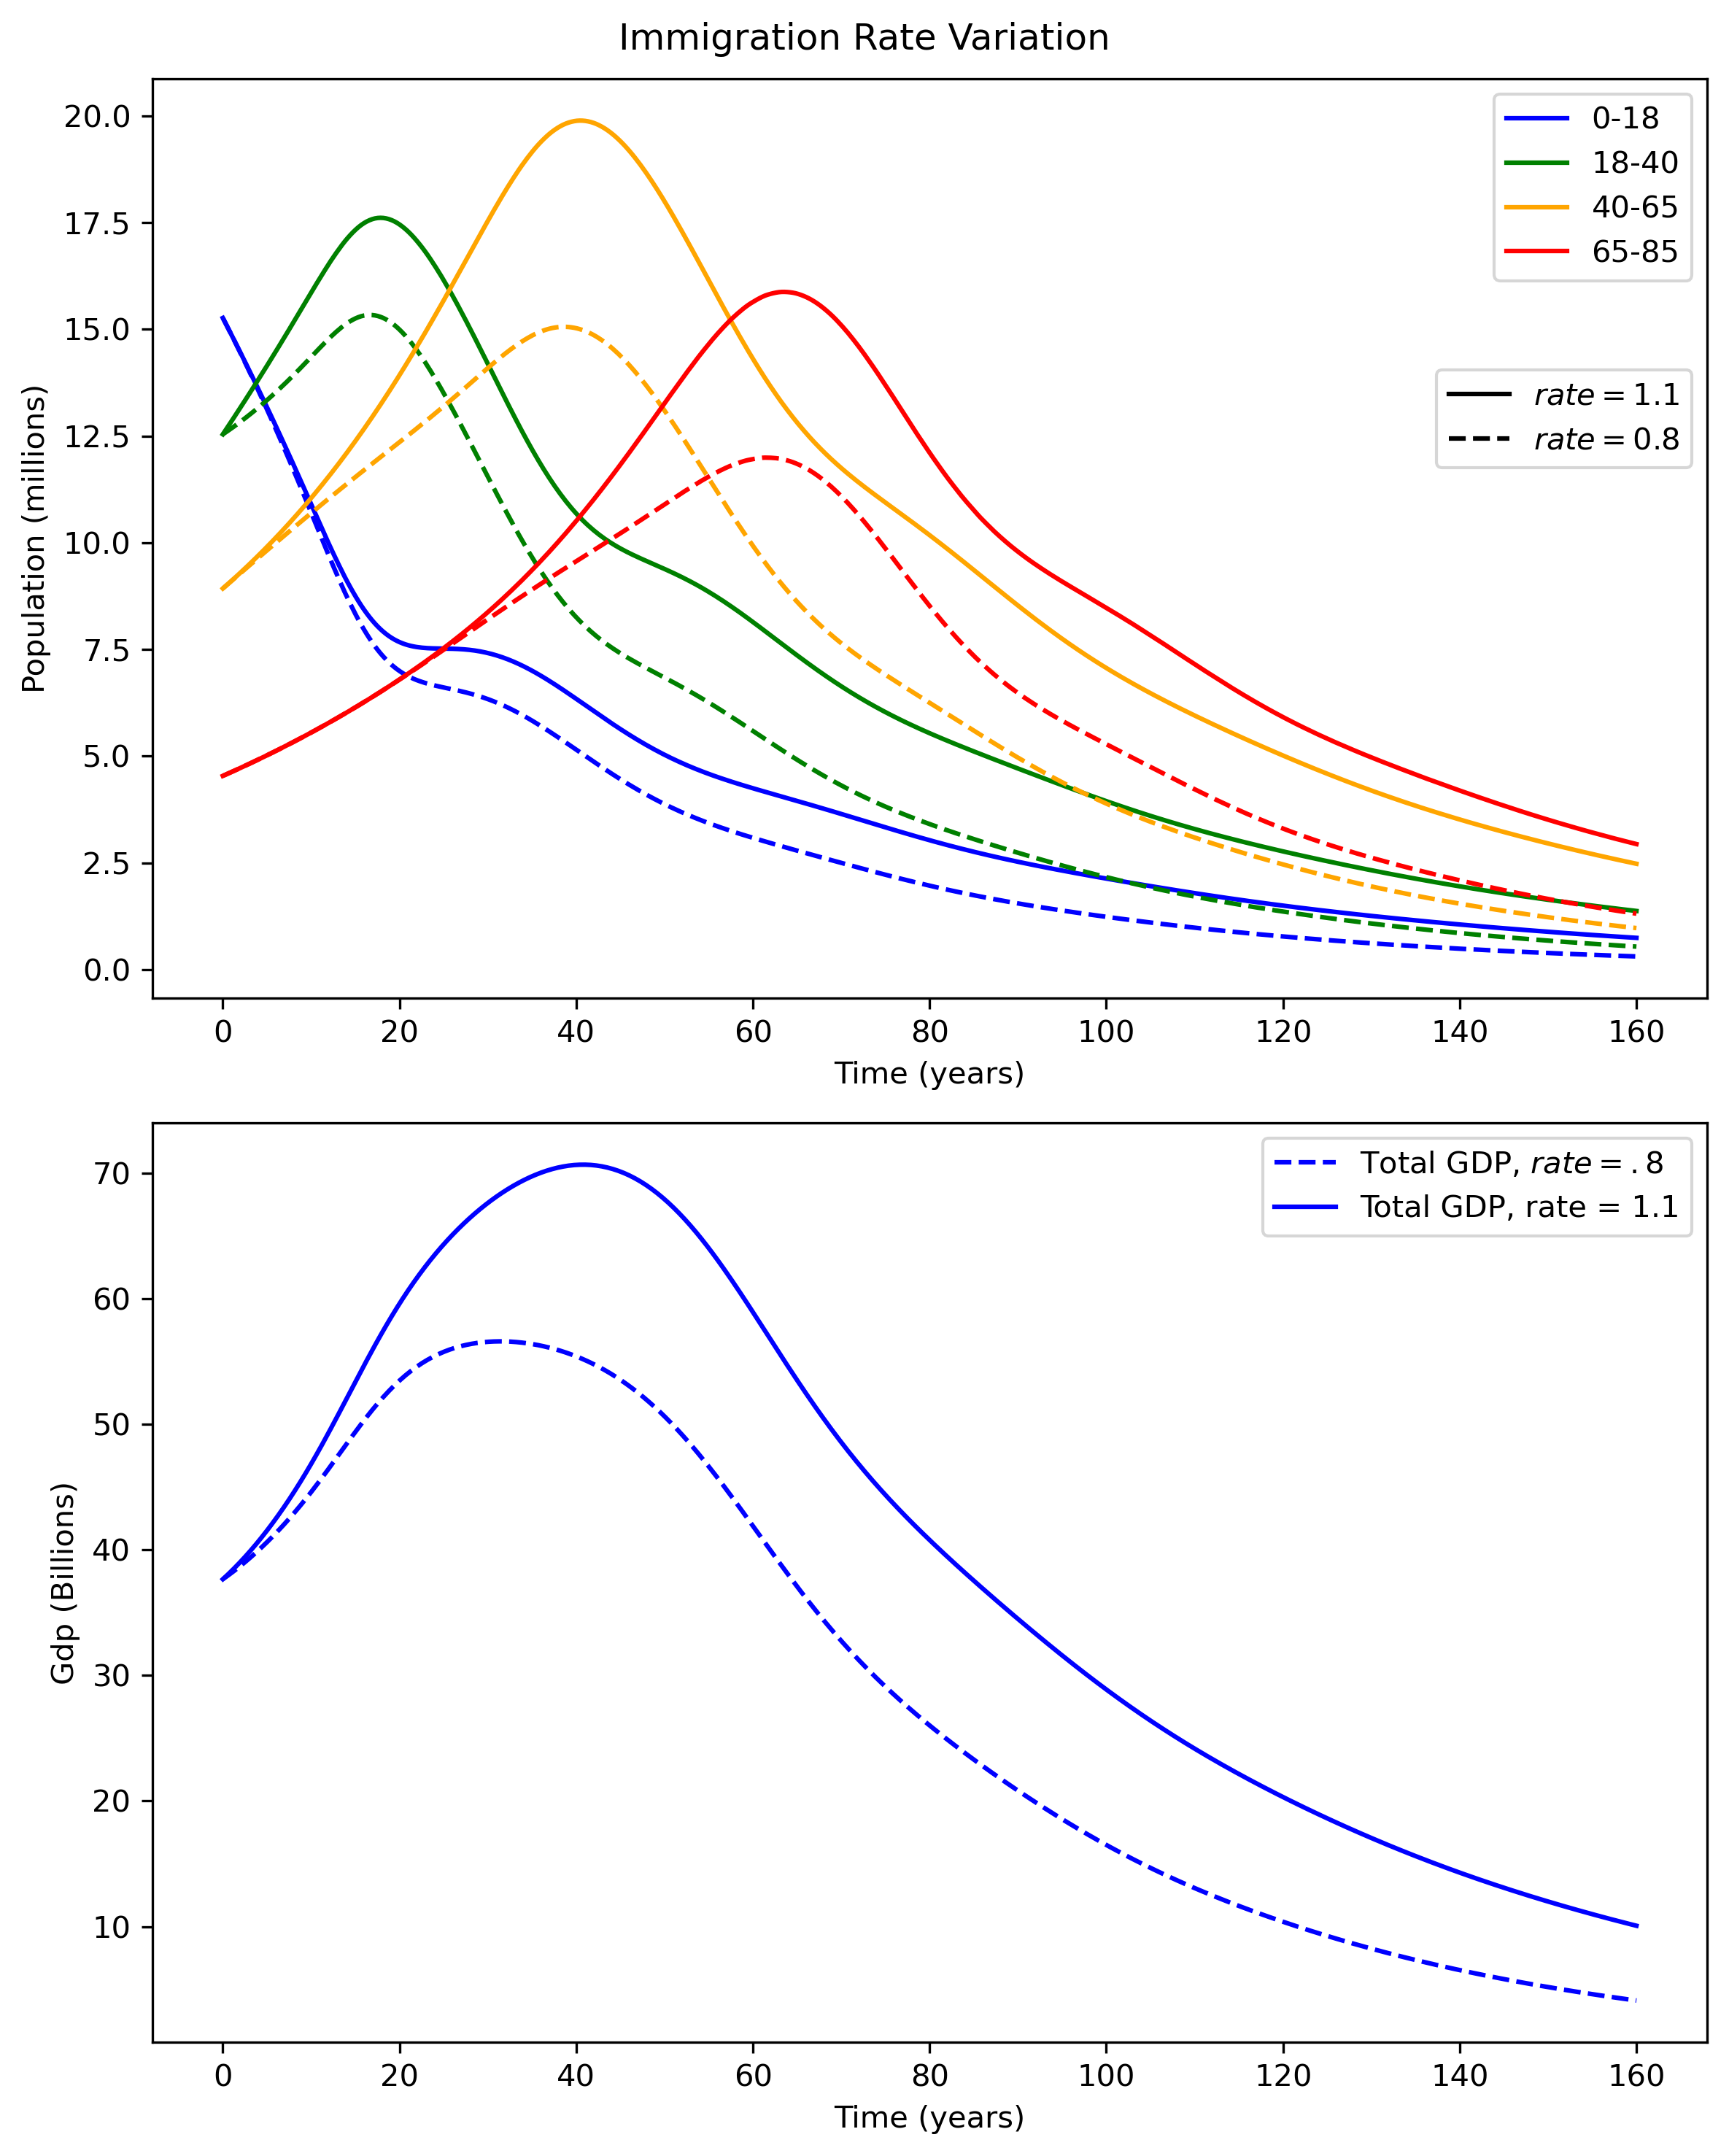 Immigration Rate Variation
20.0
17.5
15.0
12.5
10.0
7.5
5.0
2.5
0.0
Population (millions)
0-18
18-40
40-65
65-85
rate = 1.1
rate = 0.8
0 20 40 60 80 100 120 140 160
Time (years)
70
60
50
40
30
20
10
Gdp (Billions)
Total GDP, rate = .8
Total GDP, rate = 1.1
0 20 40 60 80 100 120 140 160
Time (years)